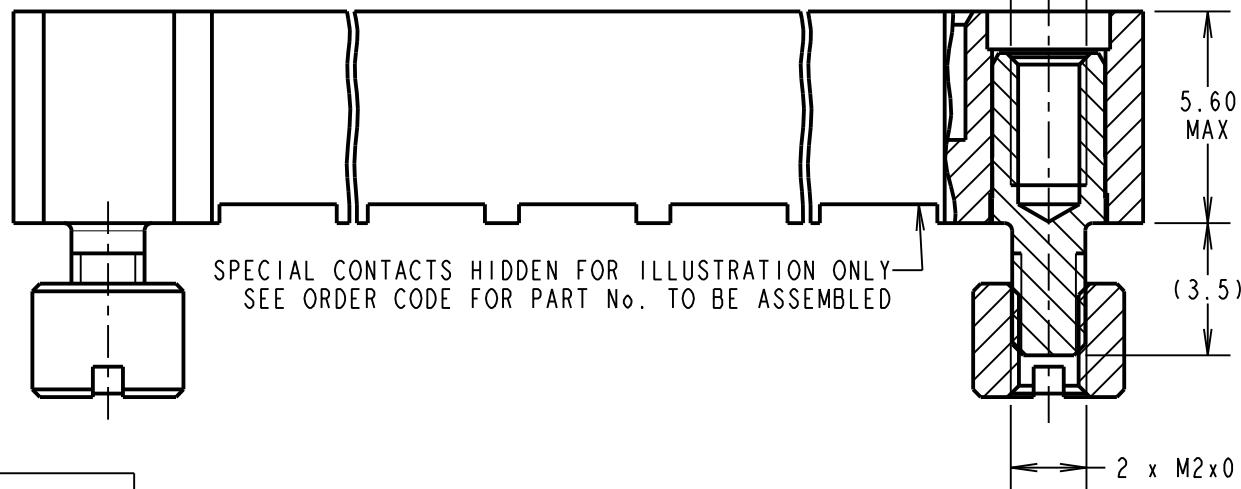 5.60
MAX
SPECIAL CONTACTS HIDDEN FOR ILLUSTRATION ONLY
SEE ORDER CODE FOR PART No. TO BE ASSEMBLED
(3.5)
2 x M2x0